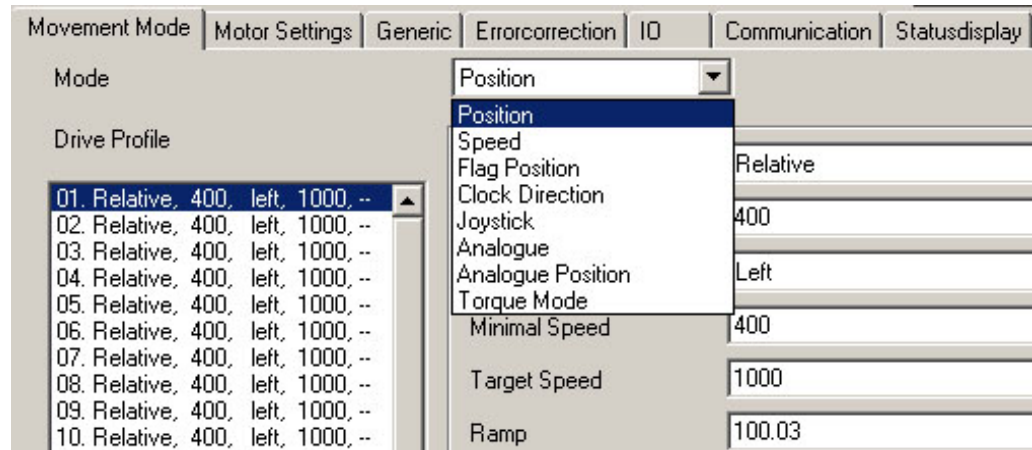 Movement Mode Motor Settings Generic Errorcorrection IO Communication Statusdisplay
Mode Position
Position
Speed
Flag Position
Clock Direction
Joystick
Analogue
Analogue Position
Torque Mode
Drive Profile
01. Relative, 400, left, 1000, --
02. Relative, 400, left, 1000, --
03. Relative, 400, left, 1000, --
04. Relative, 400, left, 1000, --
05. Relative, 400, left, 1000, --
06. Relative, 400, left, 1000, --
07. Relative, 400, left, 1000, --
08. Relative, 400, left, 1000, --
09. Relative, 400, left, 1000, --
10. Relative, 400, left, 1000, --
Relative
400
Left
Minimal Speed 400
Target Speed 1000
Ramp 100.03